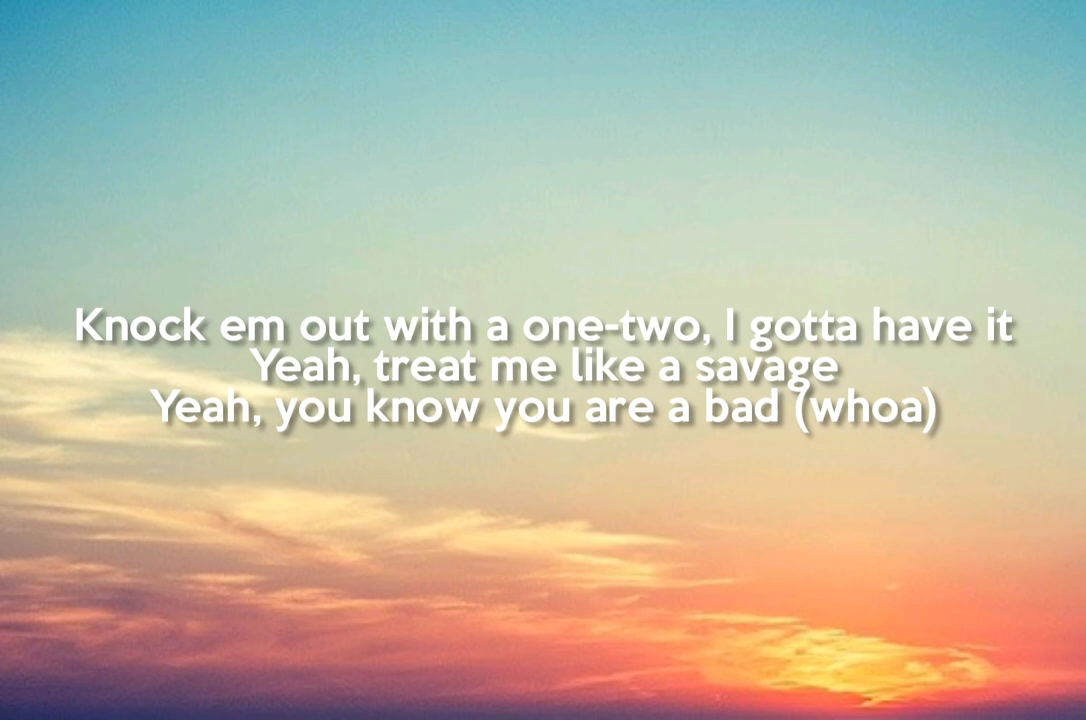 Knock em out with a one-two, I gotta have it
Yeah, treat me like a savage
Yeah, you know you are a bad (whoa)